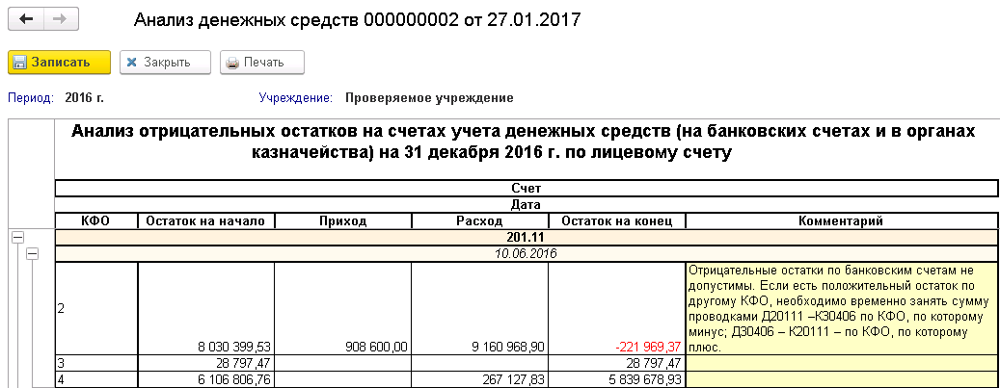 Анализ денежных средств 000000002 от 27.01.2017
Записать Закрыть Печать
Период: 2016 г. Учреждение: Проверяемое учреждение
Анализ отрицательных остатков на счетах учета денежных средств (на банковских счетах и в органах
казначейства) на 31 декабря 2016 г. по лицевому счету
Счет
Дата
КФО Остаток на начало Приход Расход Остаток на конец Комментарий
201.11
10.06.2016
Отрицательные остатки по банковским счетам не
допустимы. Если есть положительный остаток по
другому КФО, необходимо временно занять сумму
проводками Д20111 –К30406 по КФО, по которому
минус; Д30406 – К20111 – по КФО, по которому
плюс.
2 8 030 399,53 908 600,00 9 160 968,90 -221 969,37
3 28 797,47 28 797,47
4 6 106 806,76 267 127,83 5 839 678,93